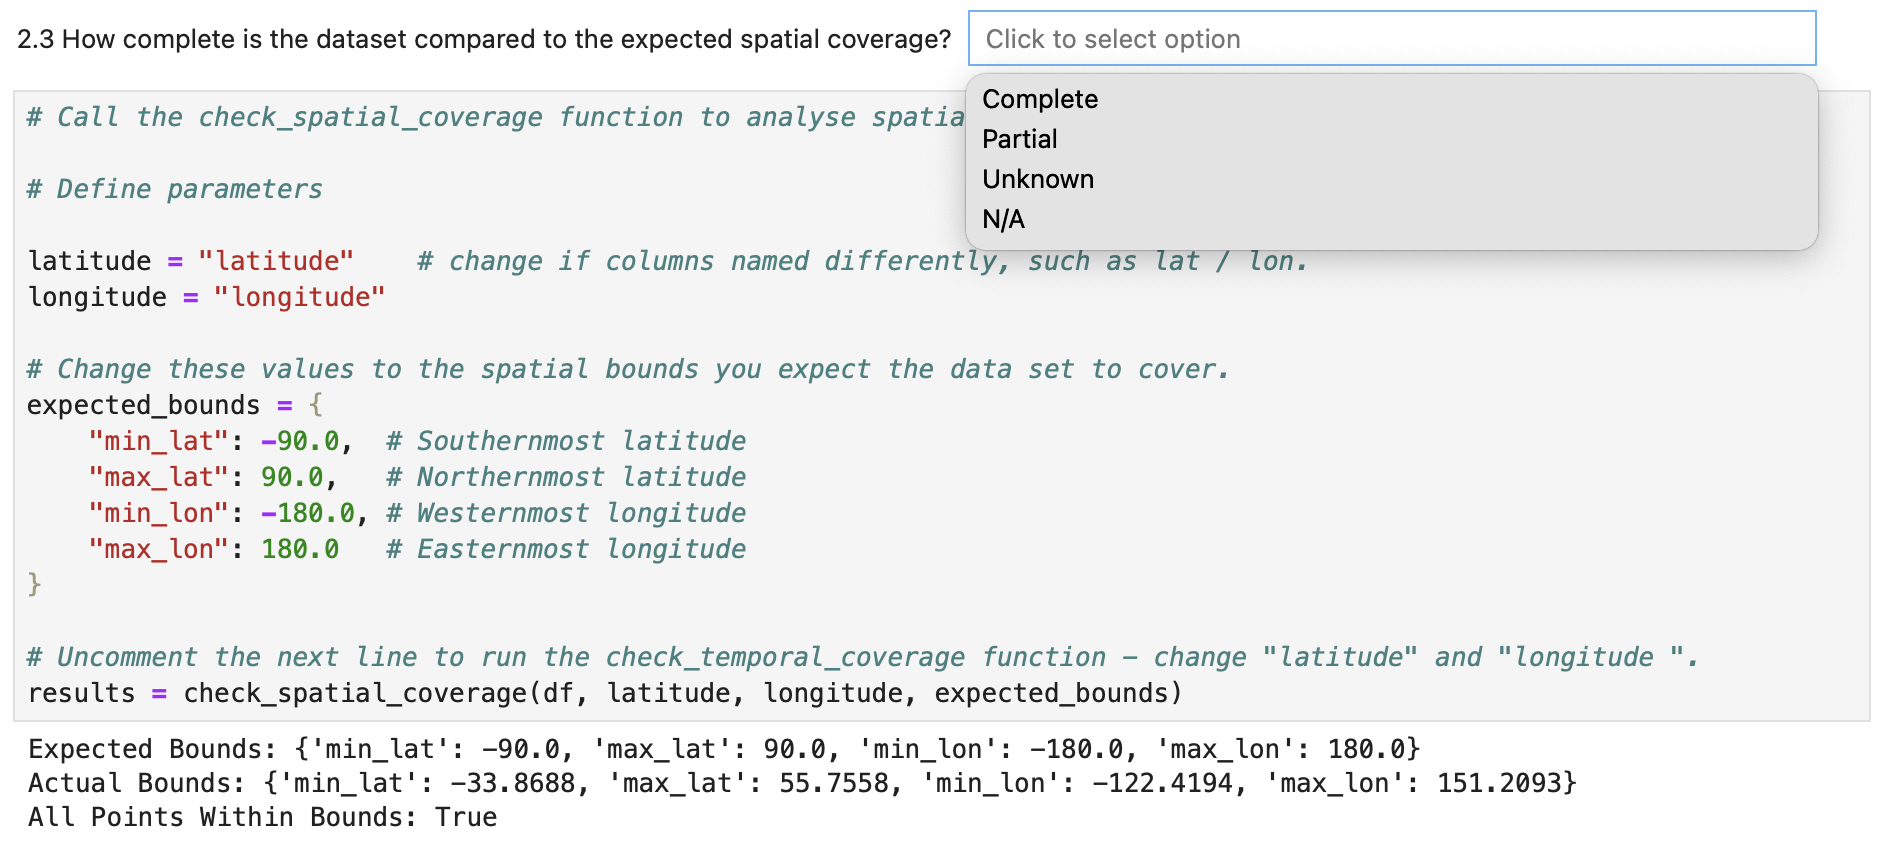 2.3 How complete is the dataset compared to the expected spatial coverage? Click to select option
Complete
Partial
Unknown
N/A
# Call the check_spatial_coverage function to analyse spatia
# Define parameters
latitude = "latitude"    # change if columns named differently, such as lat / lon.
longitude = "longitude"
# Change these values to the spatial bounds you expect the data set to cover.
expected_bounds = {
    "min_lat": -90.0,  # Southernmost latitude
    "max_lat": 90.0,   # Northernmost latitude
    "min_lon": -180.0, # Westernmost longitude
    "max_lon": 180.0   # Easternmost longitude
}
# Uncomment the next line to run the check_temporal_coverage function - change "latitude" and "longitude ".
results = check_spatial_coverage(df, latitude, longitude, expected_bounds)
Expected Bounds: {'min_lat': -90.0, 'max_lat': 90.0, 'min_lon': -180.0, 'max_lon': 180.0}
Actual Bounds: {'min_lat': -33.8688, 'max_lat': 55.7558, 'min_lon': -122.4194, 'max_lon': 151.2093}
All Points Within Bounds: True